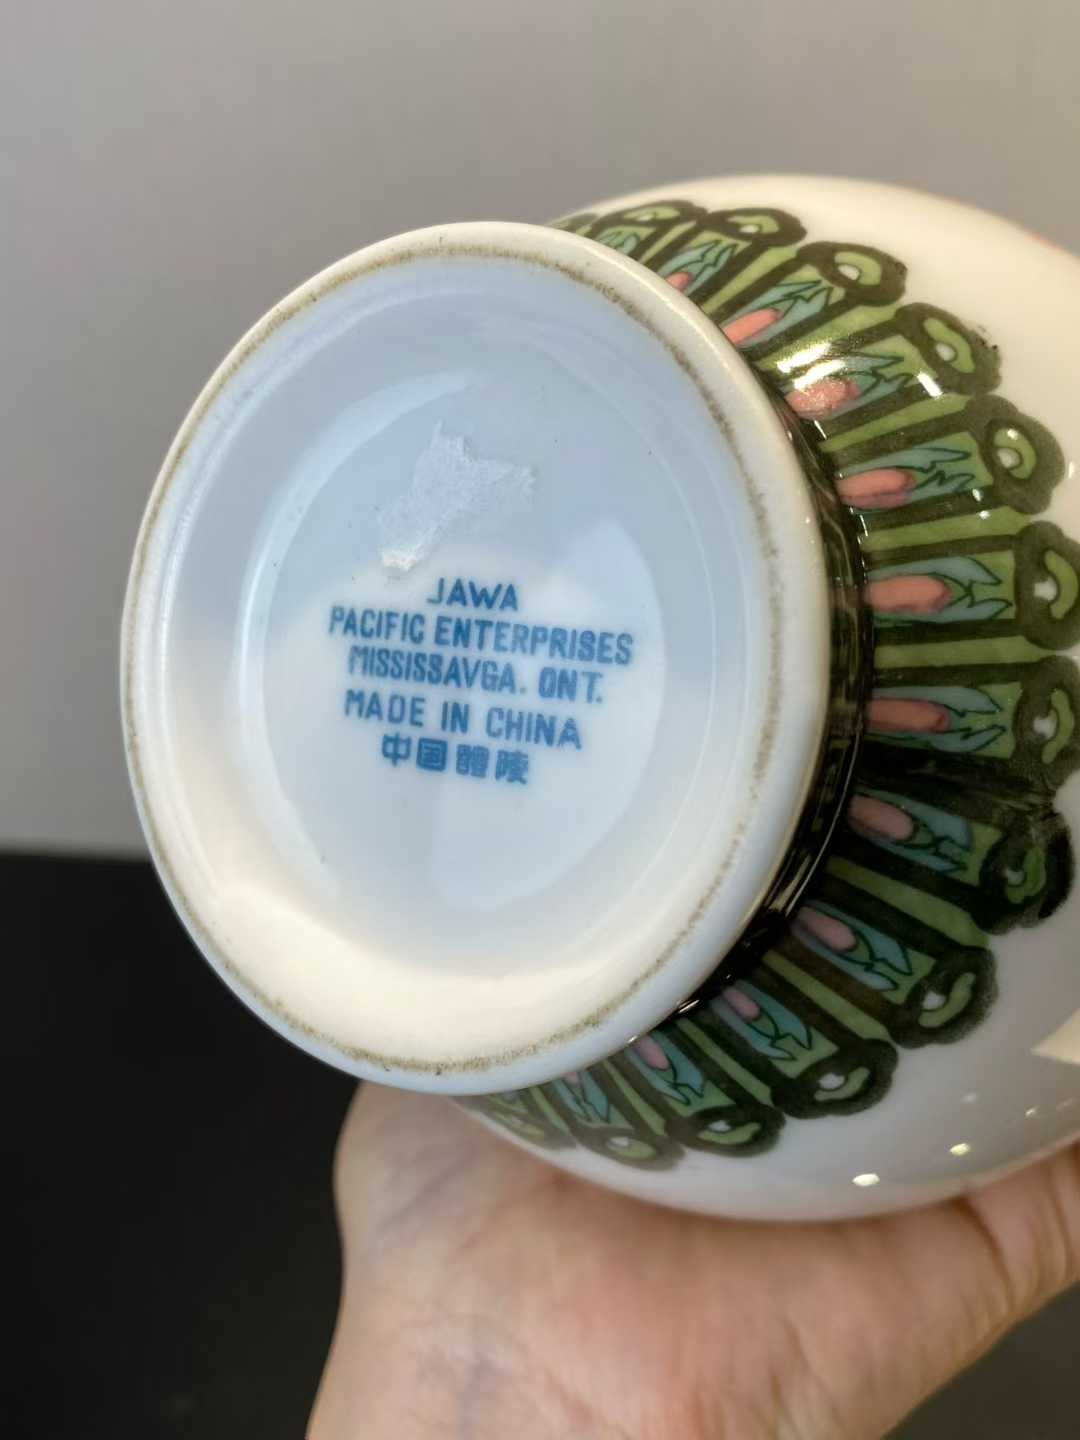 JAWA
PACIFIC ENTERPRISES
MISSISSAVGA. ONT.
MADE IN CHINA
中国醴陵